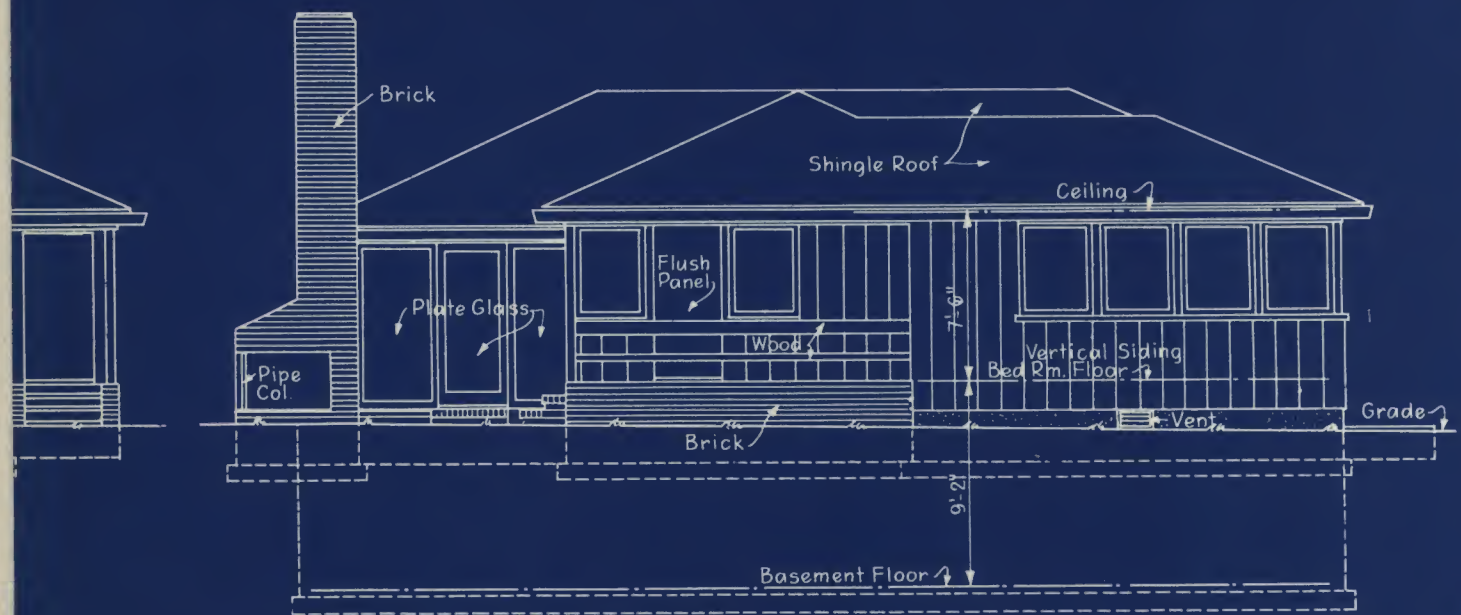 Brick
Shingle Roof
Ceiling
Flush
Panel
Plate Glass
7'-6"
Wood
Vertical Siding
Bed Rm. Floor
Pipe
Col.
Grade
Vent
Brick
9'-2"
Basement Floor